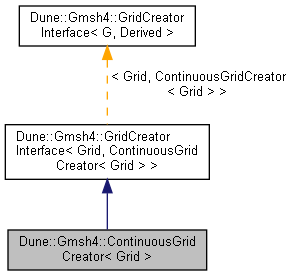 Dune::Gmsh4::GridCreator
Interface< G, Derived >
< Grid, ContinuousGridCreator
< Grid > >
Dune::Gmsh4::GridCreator
Interface< Grid, ContinuousGrid
Creator< Grid > >
Dune::Gmsh4::ContinuousGrid
Creator< Grid >